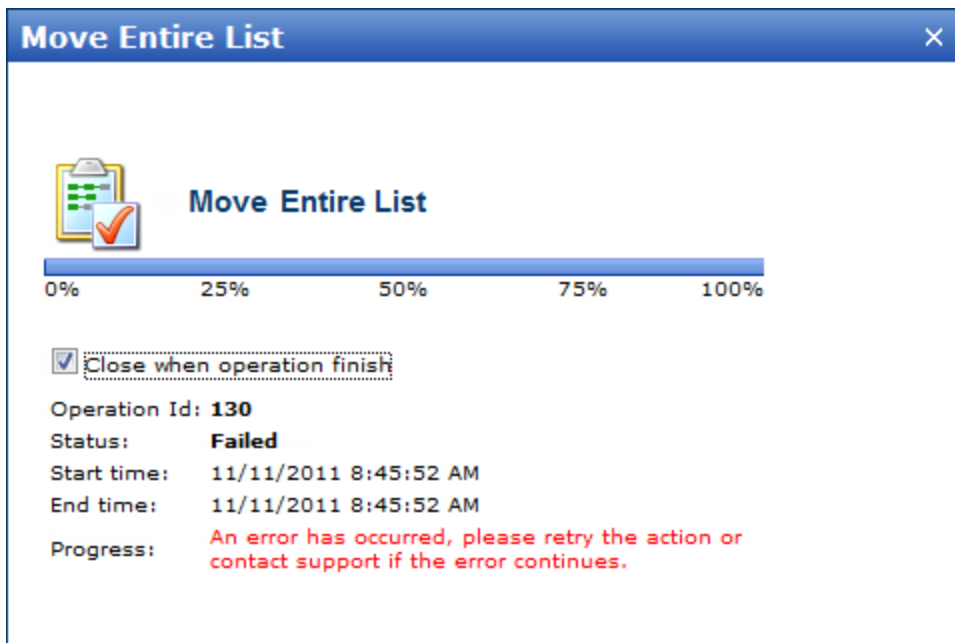 Move Entire List
Move Entire List
0% 25% 50% 75% 100%
Close when operation finish
Operation Id: 130
Status: Failed
Start time: 11/11/2011 8:45:52 AM
End time: 11/11/2011 8:45:52 AM
Progress: An error has occurred, please retry the action or
contact support if the error continues.